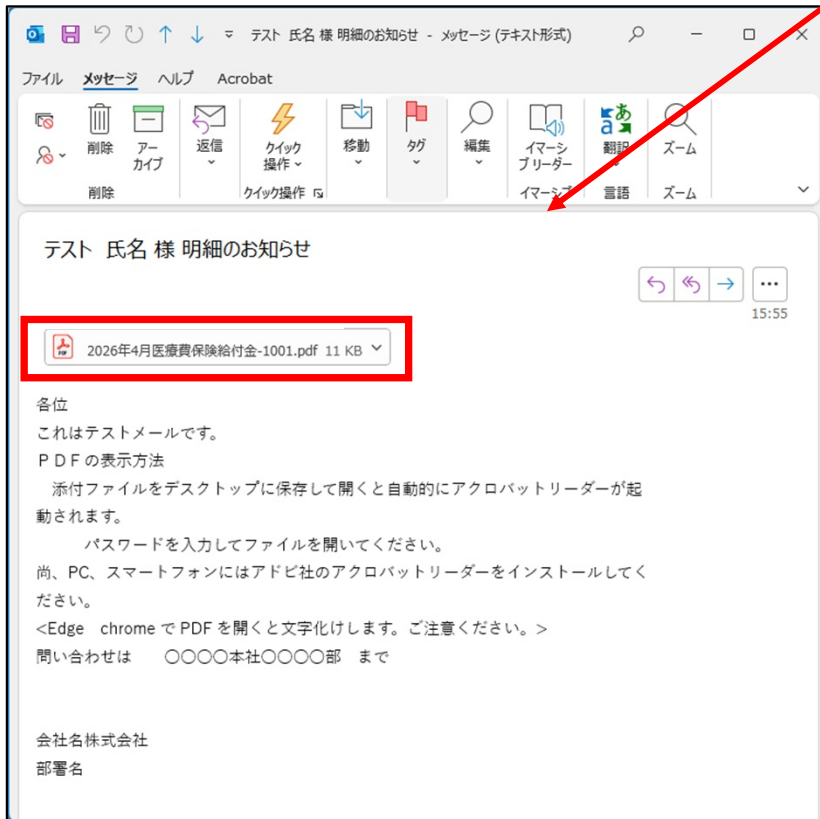 テスト 氏名 様 明細のお知らせ - メッセージ (テキスト形式)
ファイル メッセージ ヘルプ Acrobat
削除
アー
カイブ
返信
クイック
操作
移動
タグ
編集
イマーシ
ブ リーダー
翻訳
ズーム
削除 クイック操作 イマーシブ 言語 ズーム
テスト 氏名 様 明細のお知らせ
15:55
PDF 2026年4月医療費保険給付金-1001.pdf 11 KB
各位
これはテストメールです。
ＰＤＦの表示方法
添付ファイルをデスクトップに保存して開くと自動的にアクロバットリーダーが起
動されます。
パスワードを入力してファイルを開いてください。
尚、PC、スマートフォンにはアドビ社のアクロバットリーダーをインストールしてく
ださい。
<Edge　chrome で PDF を開くと文字化けします。ご注意ください。>
問い合わせは　　〇〇〇〇本社〇〇〇〇部　まで
会社名株式会社
部署名